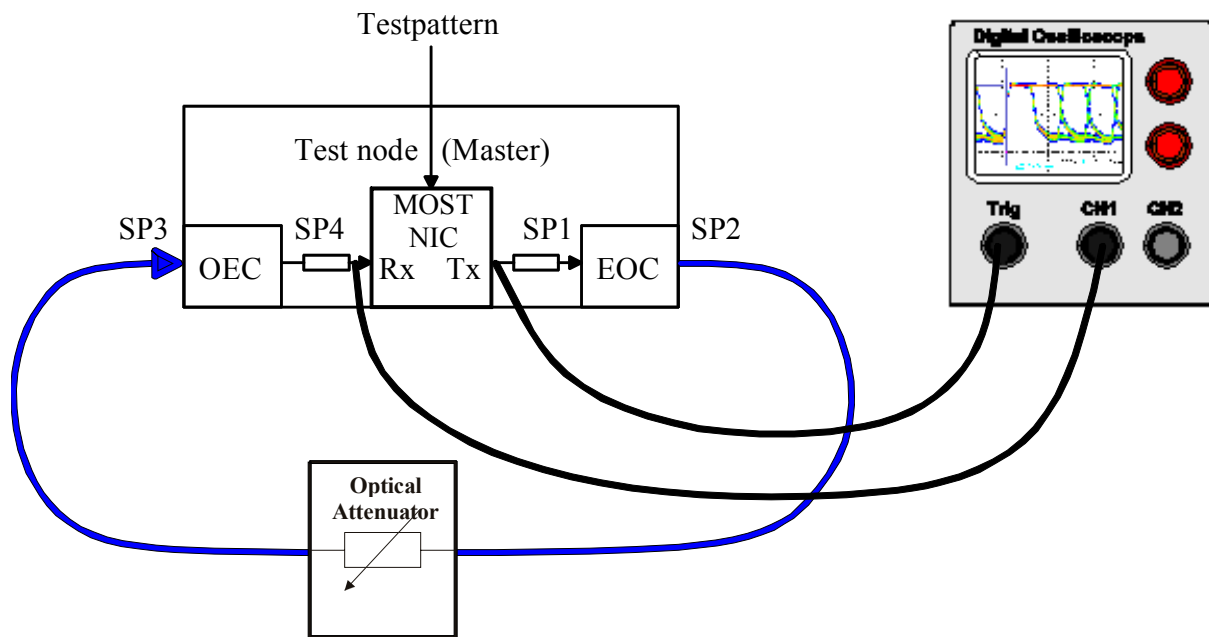 Testpattern
Digital Oscilloscope
Test node (Master)
MOST
NIC
SP3
SP4
SP1
SP2
OEC
Rx
Tx
EOC
Trig
CH1
CH2
Optical
Attenuator